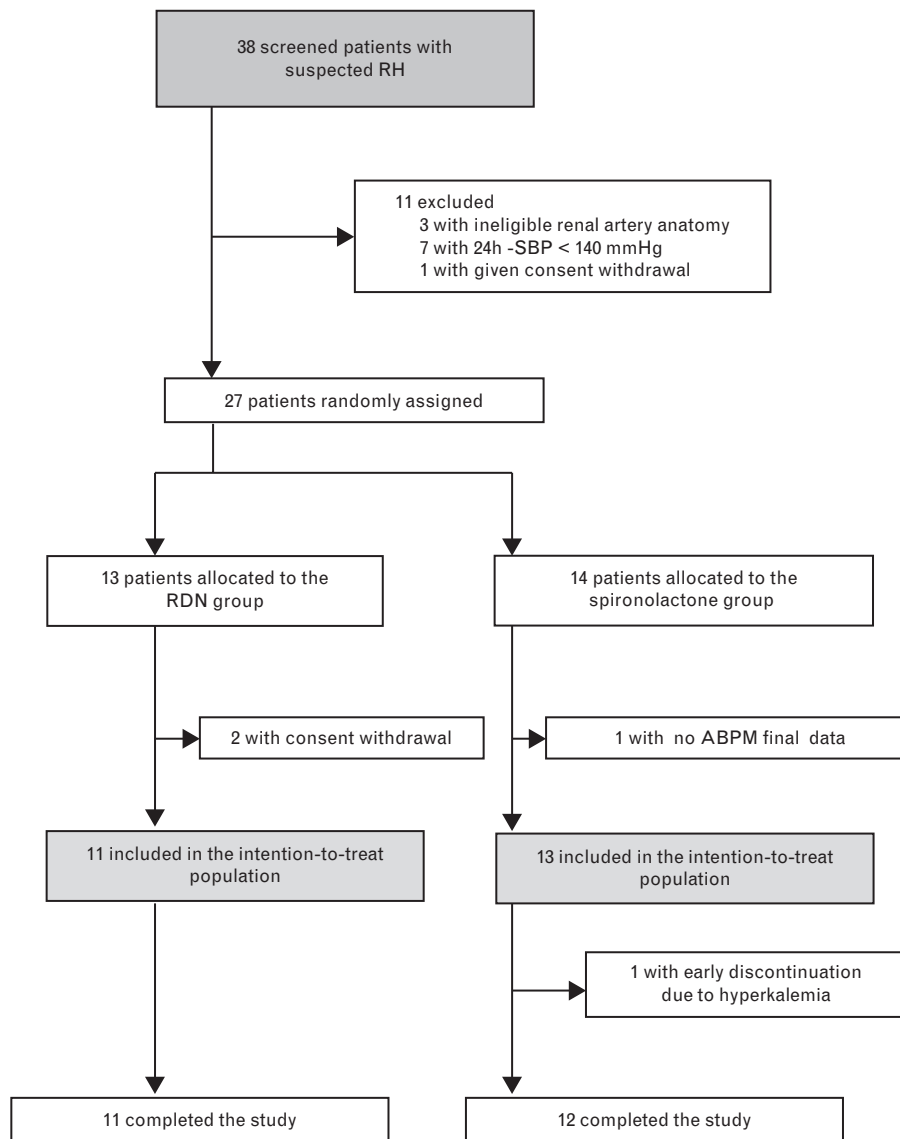 38 screened patients with
suspected RH
11 excluded
3 with ineligible renal artery anatomy
7 with 24h -SBP < 140 mmHg
1 with given consent withdrawal
27 patients randomly assigned
13 patients allocated to the
RDN group
14 patients allocated to the
spironolactone group
2 with consent withdrawal
1 with no ABPM final data
11 included in the intention-to-treat
population
13 included in the intention-to-treat
population
1 with early discontinuation
due to hyperkalemia
11 completed the study
12 completed the study